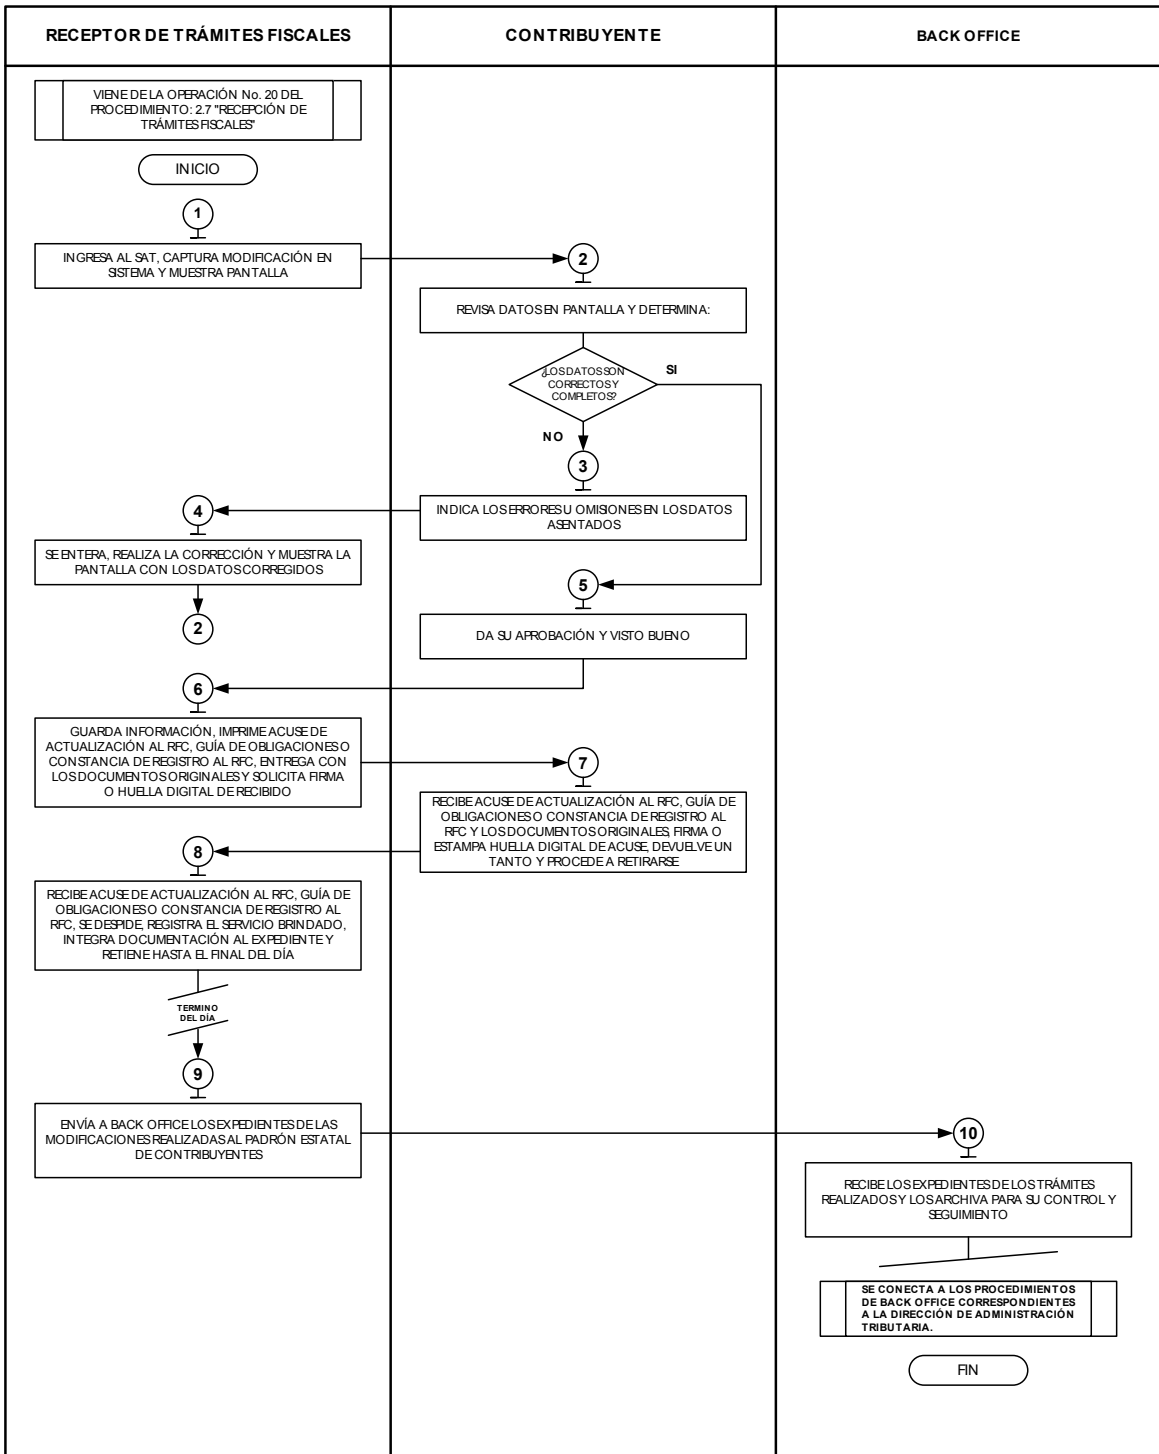 RECEPTOR DE TRÁMITES FISCALES
CONTRIBUYENTE
BACK OFFICE
VIENE DE LA OPERACIÓN No. 20 DEL
PROCEDIMIENTO: 2.7 "RECEPCIÓN DE
TRÁMITES FISCALES"
INICIO
1
INGRESA AL SAT, CAPTURA MODIFICACIÓN EN
SISTEMA Y MUESTRA PANTALLA
2
REVISA DATOS EN PANTALLA Y DETERMINA:
¿LOS DATOS SON
CORRECTOS Y
COMPLETOS?
SI
NO
3
INDICA LOS ERRORES U OMISIONES EN LOS DATOS
ASENTADOS
4
SE ENTERA, REALIZA LA CORRECCIÓN Y MUESTRA LA
PANTALLA CON LOS DATOS CORREGIDOS
2
5
DA SU APROBACIÓN Y VISTO BUENO
6
GUARDA INFORMACIÓN, IMPRIME ACUSE DE
ACTUALIZACIÓN AL RFC, GUÍA DE OBLIGACIONES O
CONSTANCIA DE REGISTRO AL RFC, ENTREGA CON
LOS DOCUMENTOS ORIGINALES Y SOLICITA FIRMA
O HUELLA DIGITAL DE RECIBIDO
7
RECIBE ACUSE DE ACTUALIZACIÓN AL RFC, GUÍA DE
OBLIGACIONES O CONSTANCIA DE REGISTRO AL
RFC Y LOS DOCUMENTOS ORIGINALES, FIRMA O
ESTAMPA HUELLA DIGITAL DE ACUSE, DEVUELVE UN
TANTO Y PROCEDE A RETIRARSE
8
RECIBE ACUSE DE ACTUALIZACIÓN AL RFC, GUÍA DE
OBLIGACIONES O CONSTANCIA DE REGISTRO AL
RFC, SE DESPIDE, REGISTRA EL SERVICIO BRINDADO,
INTEGRA DOCUMENTACIÓN AL EXPEDIENTE Y
RETIENE HASTA EL FINAL DEL DÍA
TERMINO
DEL DÍA
9
ENVÍA A BACK OFFICE LOS EXPEDIENTES DE LAS
MODIFICACIONES REALIZADAS AL PADRÓN ESTATAL
DE CONTRIBUYENTES
10
RECIBE LOS EXPEDIENTES DE LOS TRÁMITES
REALIZADOS Y LOS ARCHIVA PARA SU CONTROL Y
SEGUIMIENTO
SE CONECTA A LOS PROCEDIMIENTOS
DE BACK OFFICE CORRESPONDIENTES
A LA DIRECCIÓN DE ADMINISTRACIÓN
TRIBUTARIA.
FIN